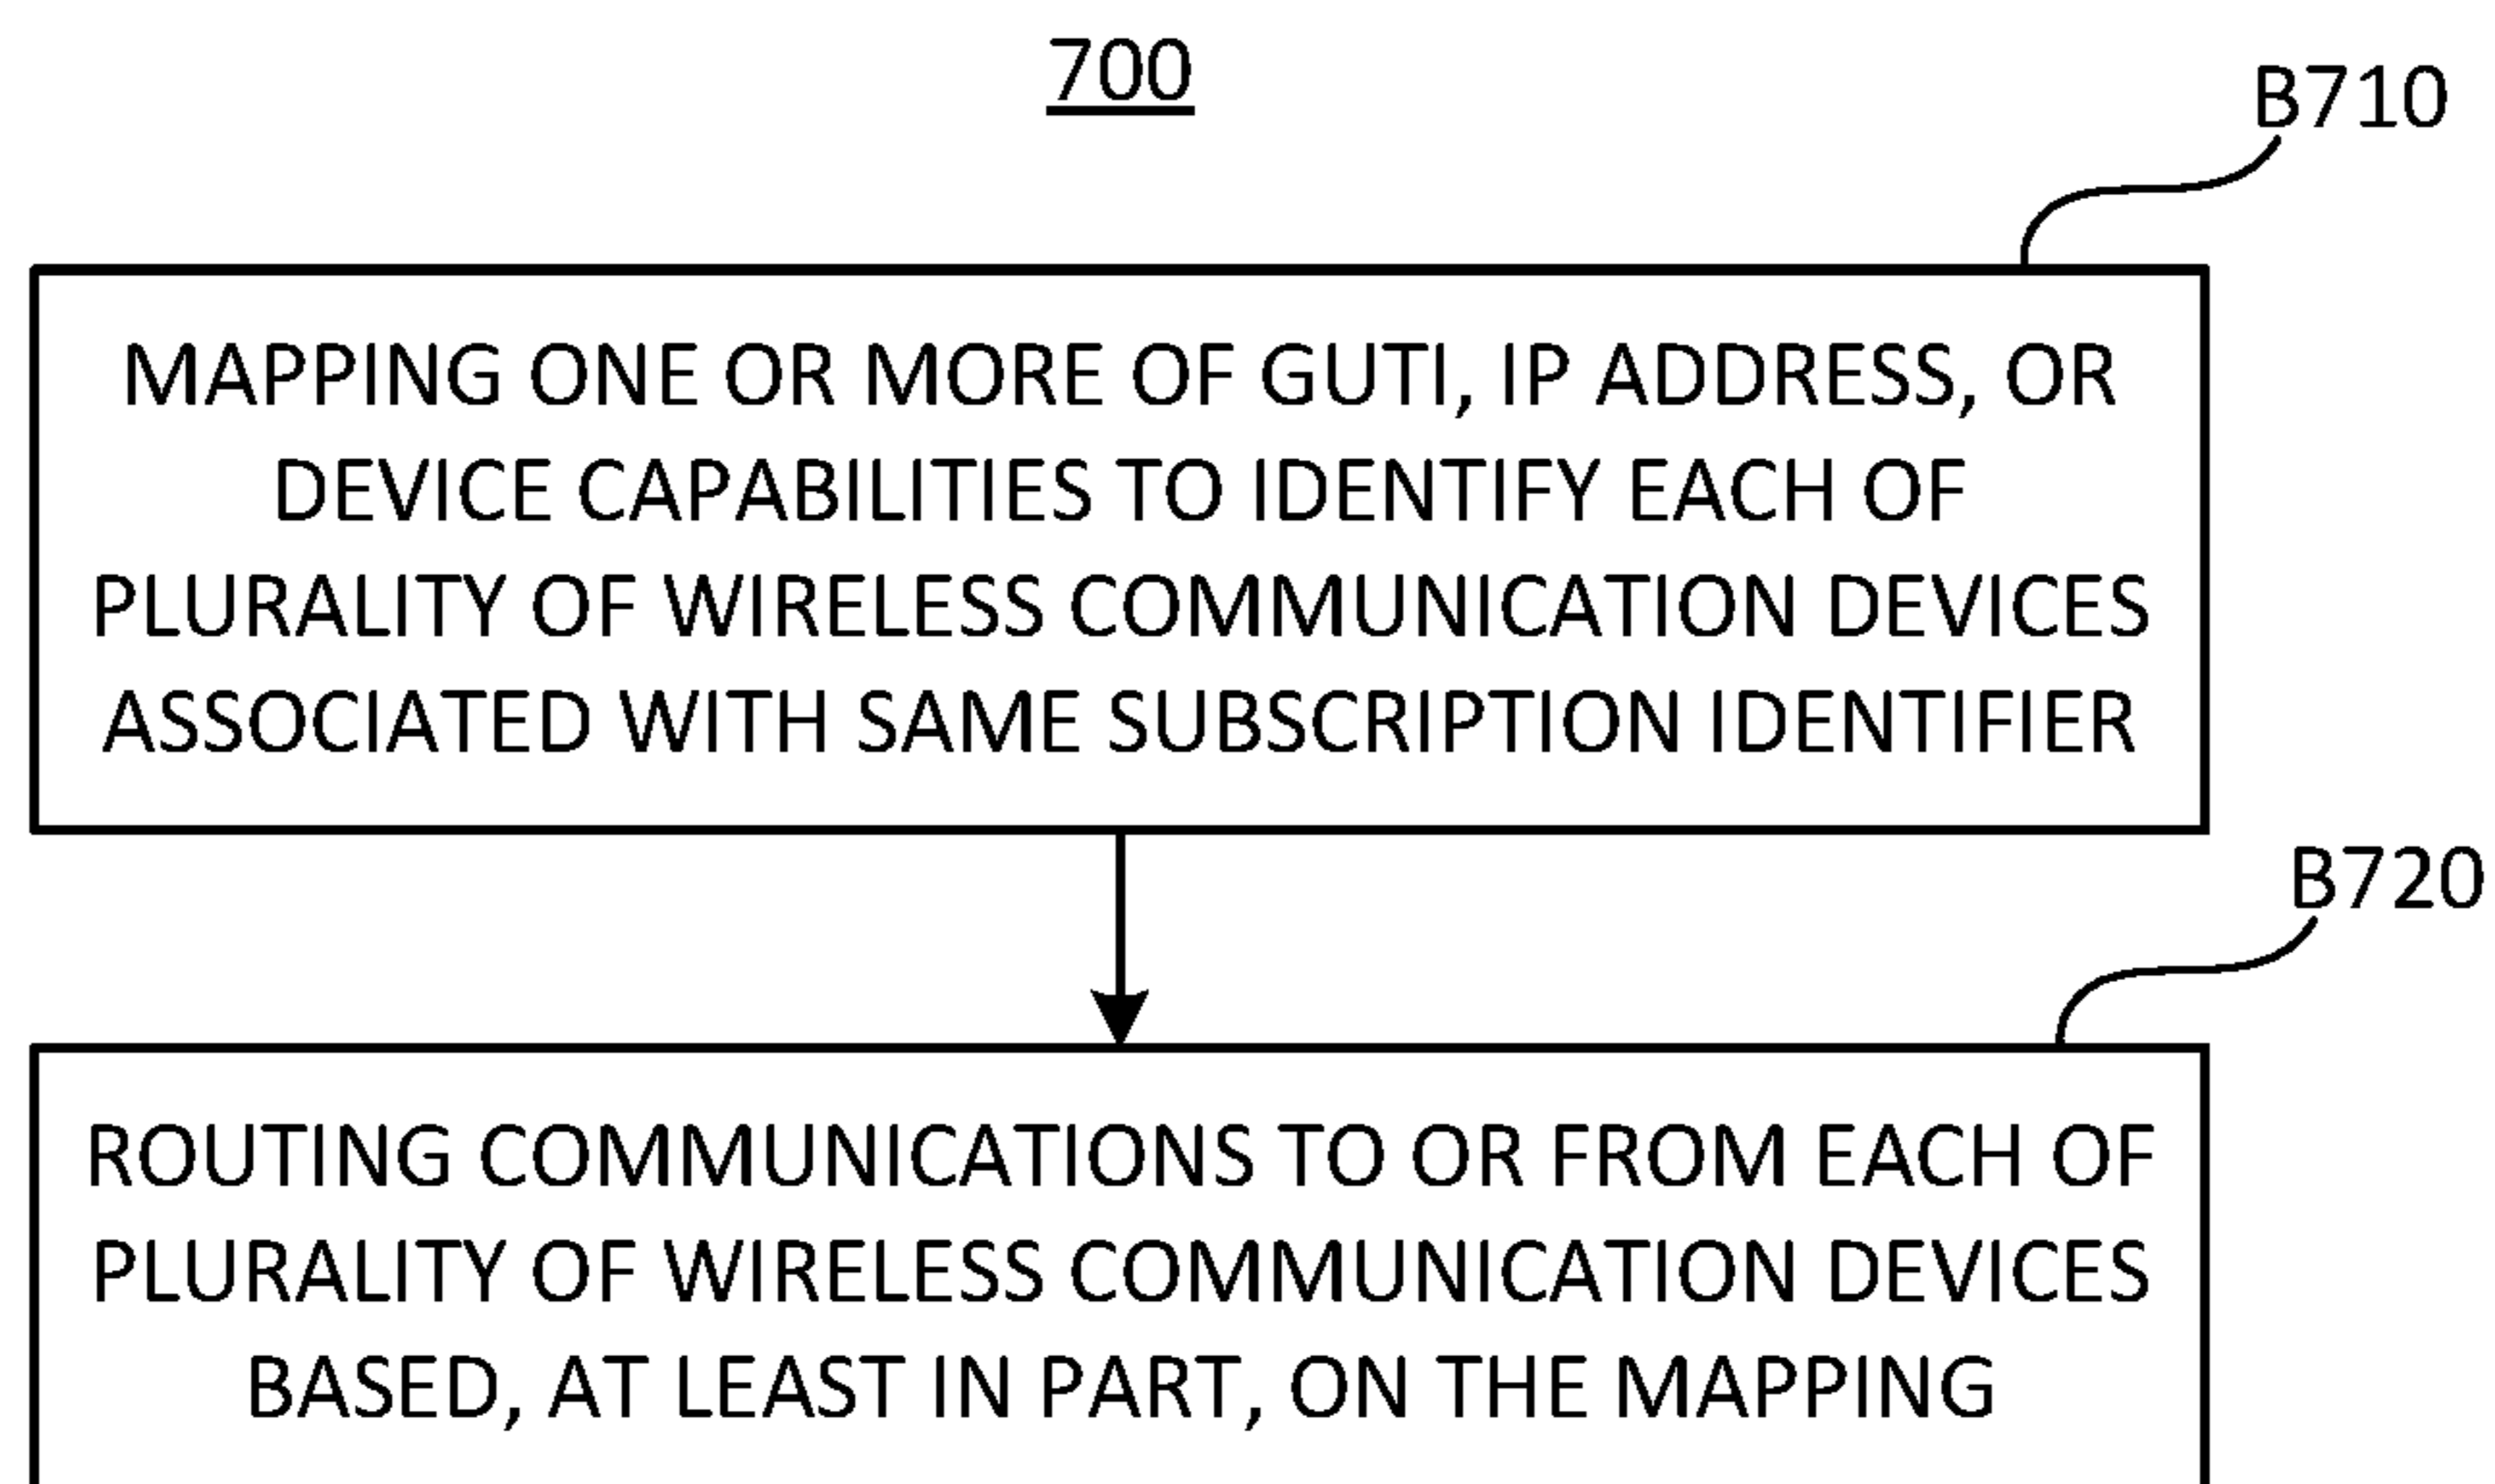 700
B710
MAPPING ONE OR MORE OF GUTI, IP ADDRESS, OR
DEVICE CAPABILITIES TO IDENTIFY EACH OF
PLURALITY OF WIRELESS COMMUNICATION DEVICES
ASSOCIATED WITH SAME SUBSCRIPTION IDENTIFIER
B720
ROUTING COMMUNICATIONS TO OR FROM EACH OF
PLURALITY OF WIRELESS COMMUNICATION DEVICES
BASED, AT LEAST IN PART, ON THE MAPPING